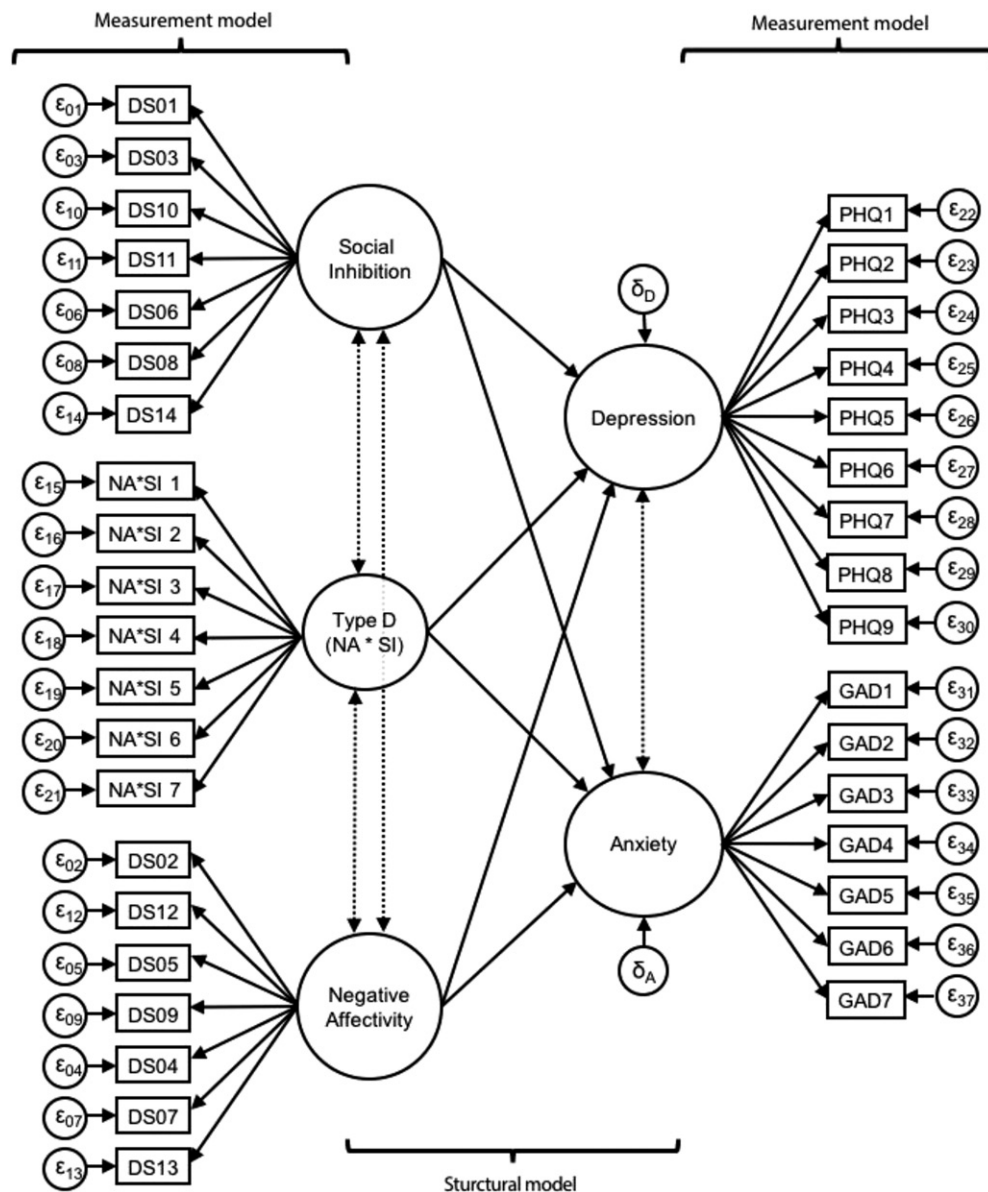 Measurement model
Measurement model
ε01 DS01
ε03 DS03
ε10 DS10
ε11 DS11
ε06 DS06
ε08 DS08
ε14 DS14
ε15 NA*SI 1
ε16 NA*SI 2
ε17 NA*SI 3
ε18 NA*SI 4
ε19 NA*SI 5
ε20 NA*SI 6
ε21 NA*SI 7
ε02 DS02
ε12 DS12
ε05 DS05
ε09 DS09
ε04 DS04
ε07 DS07
ε13 DS13
Social
Inhibition
Type D
(NA * SI)
Negative
Affectivity
δD
Depression
Anxiety
δA
PHQ1 ε22
PHQ2 ε23
PHQ3 ε24
PHQ4 ε25
PHQ5 ε26
PHQ6 ε27
PHQ7 ε28
PHQ8 ε29
PHQ9 ε30
GAD1 ε31
GAD2 ε32
GAD3 ε33
GAD4 ε34
GAD5 ε35
GAD6 ε36
GAD7 ε37
Sturctural model